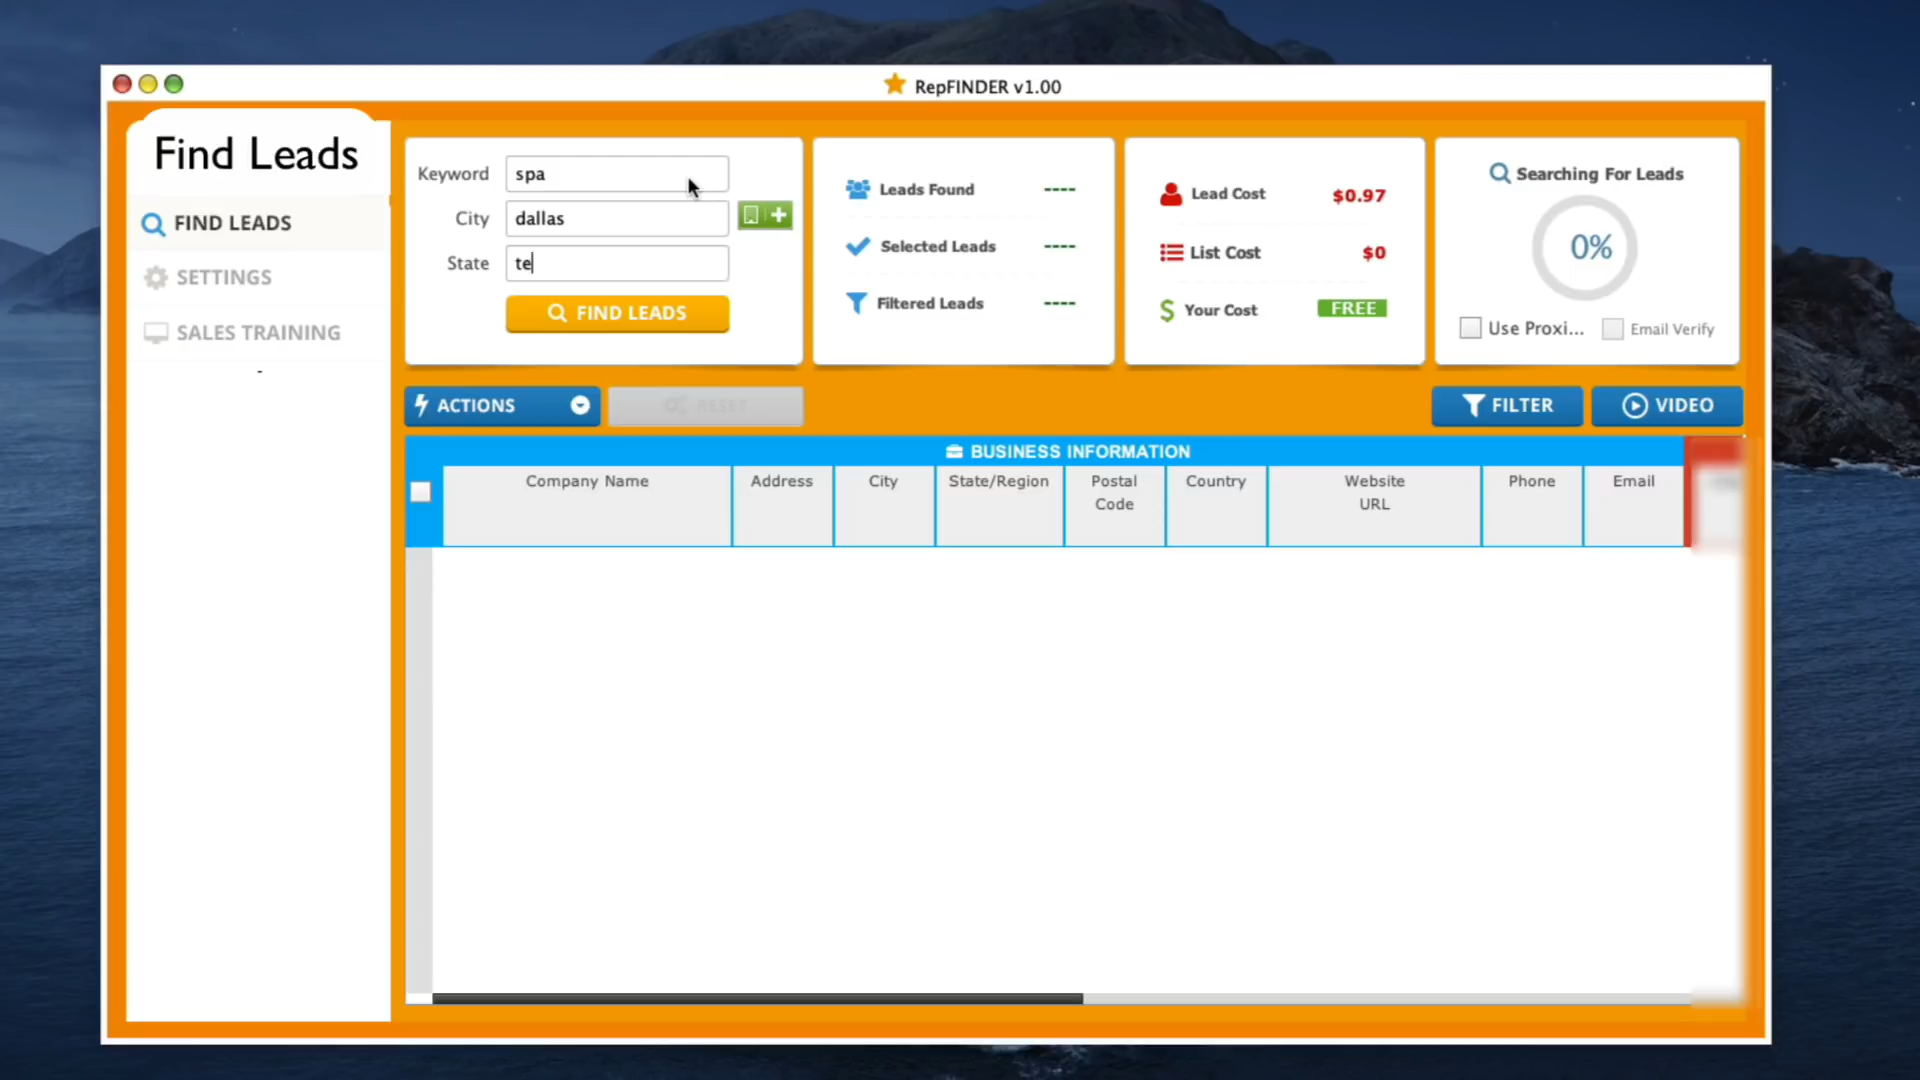 RepFINDER v1.00
Find Leads
FIND LEADS
SETTINGS
SALES TRAINING
-
Keyword spa
City dallas
State te
FIND LEADS
Leads Found ----
Selected Leads ----
Filtered Leads ----
Lead Cost $0.97
List Cost $0
Your Cost FREE
Searching For Leads
0%
Use Proxi... Email Verify
ACTIONS
RESET
FILTER
VIDEO
BUSINESS INFORMATION
Company Name
Address
City
State/Region
Postal
Code
Country
Website
URL
Phone
Email